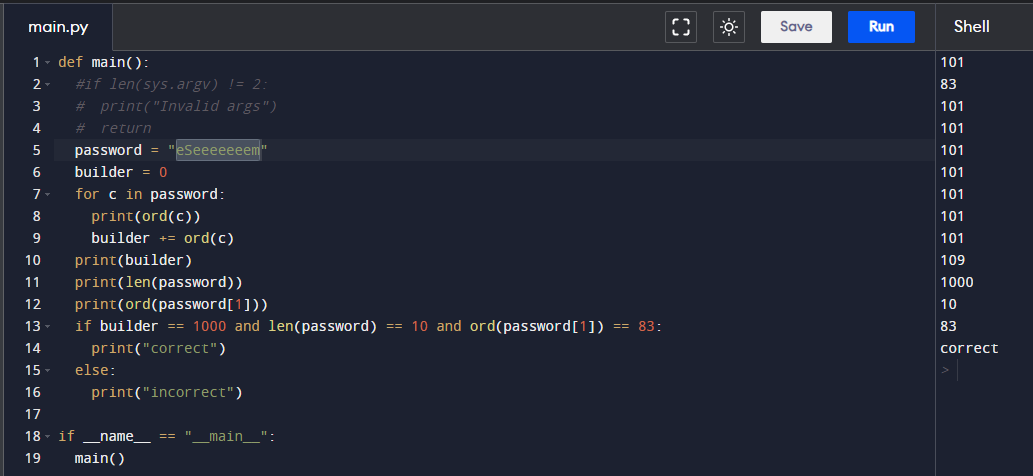 main.py
Save
Run
Shell
1 def main():
2 #if len(sys.argv) != 2:
3 #  print("Invalid args")
4 #  return
5 password = "eSeeeeeeem"
6 builder = 0
7 for c in password:
8 print(ord(c))
9 builder += ord(c)
10 print(builder)
11 print(len(password))
12 print(ord(password[1]))
13 if builder == 1000 and len(password) == 10 and ord(password[1]) == 83:
14 print("correct")
15 else:
16 print("incorrect")
17
18 if __name__ == "__main__":
19 main()
101
83
101
101
101
101
101
101
101
109
1000
10
83
correct
>